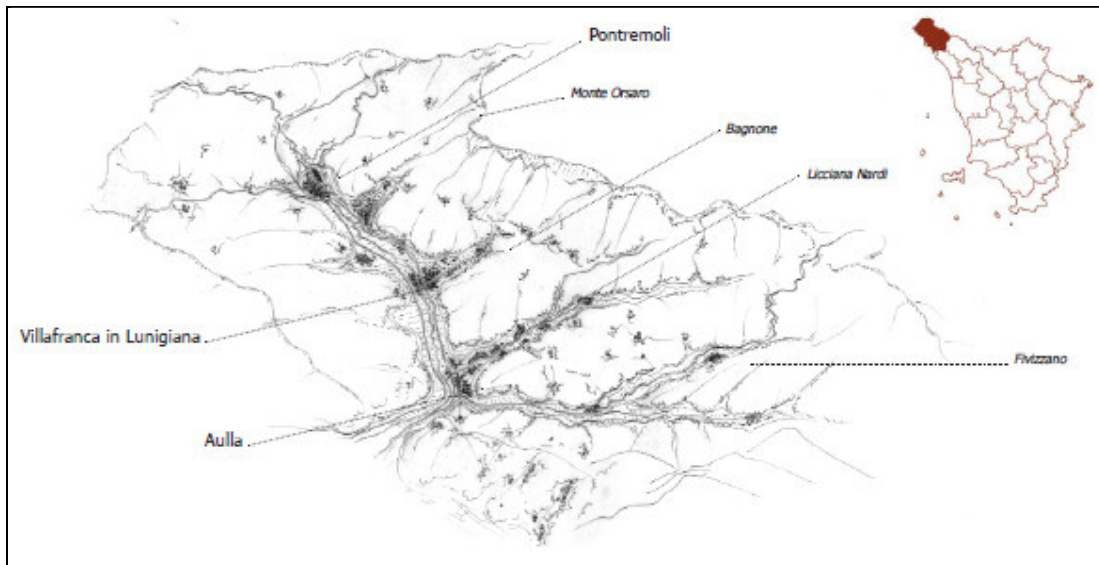 Pontremoli
Monte Orsaro
Bagnone
Licciana Nardi
Villafranca in Lunigiana
Fivizzano
Aulla